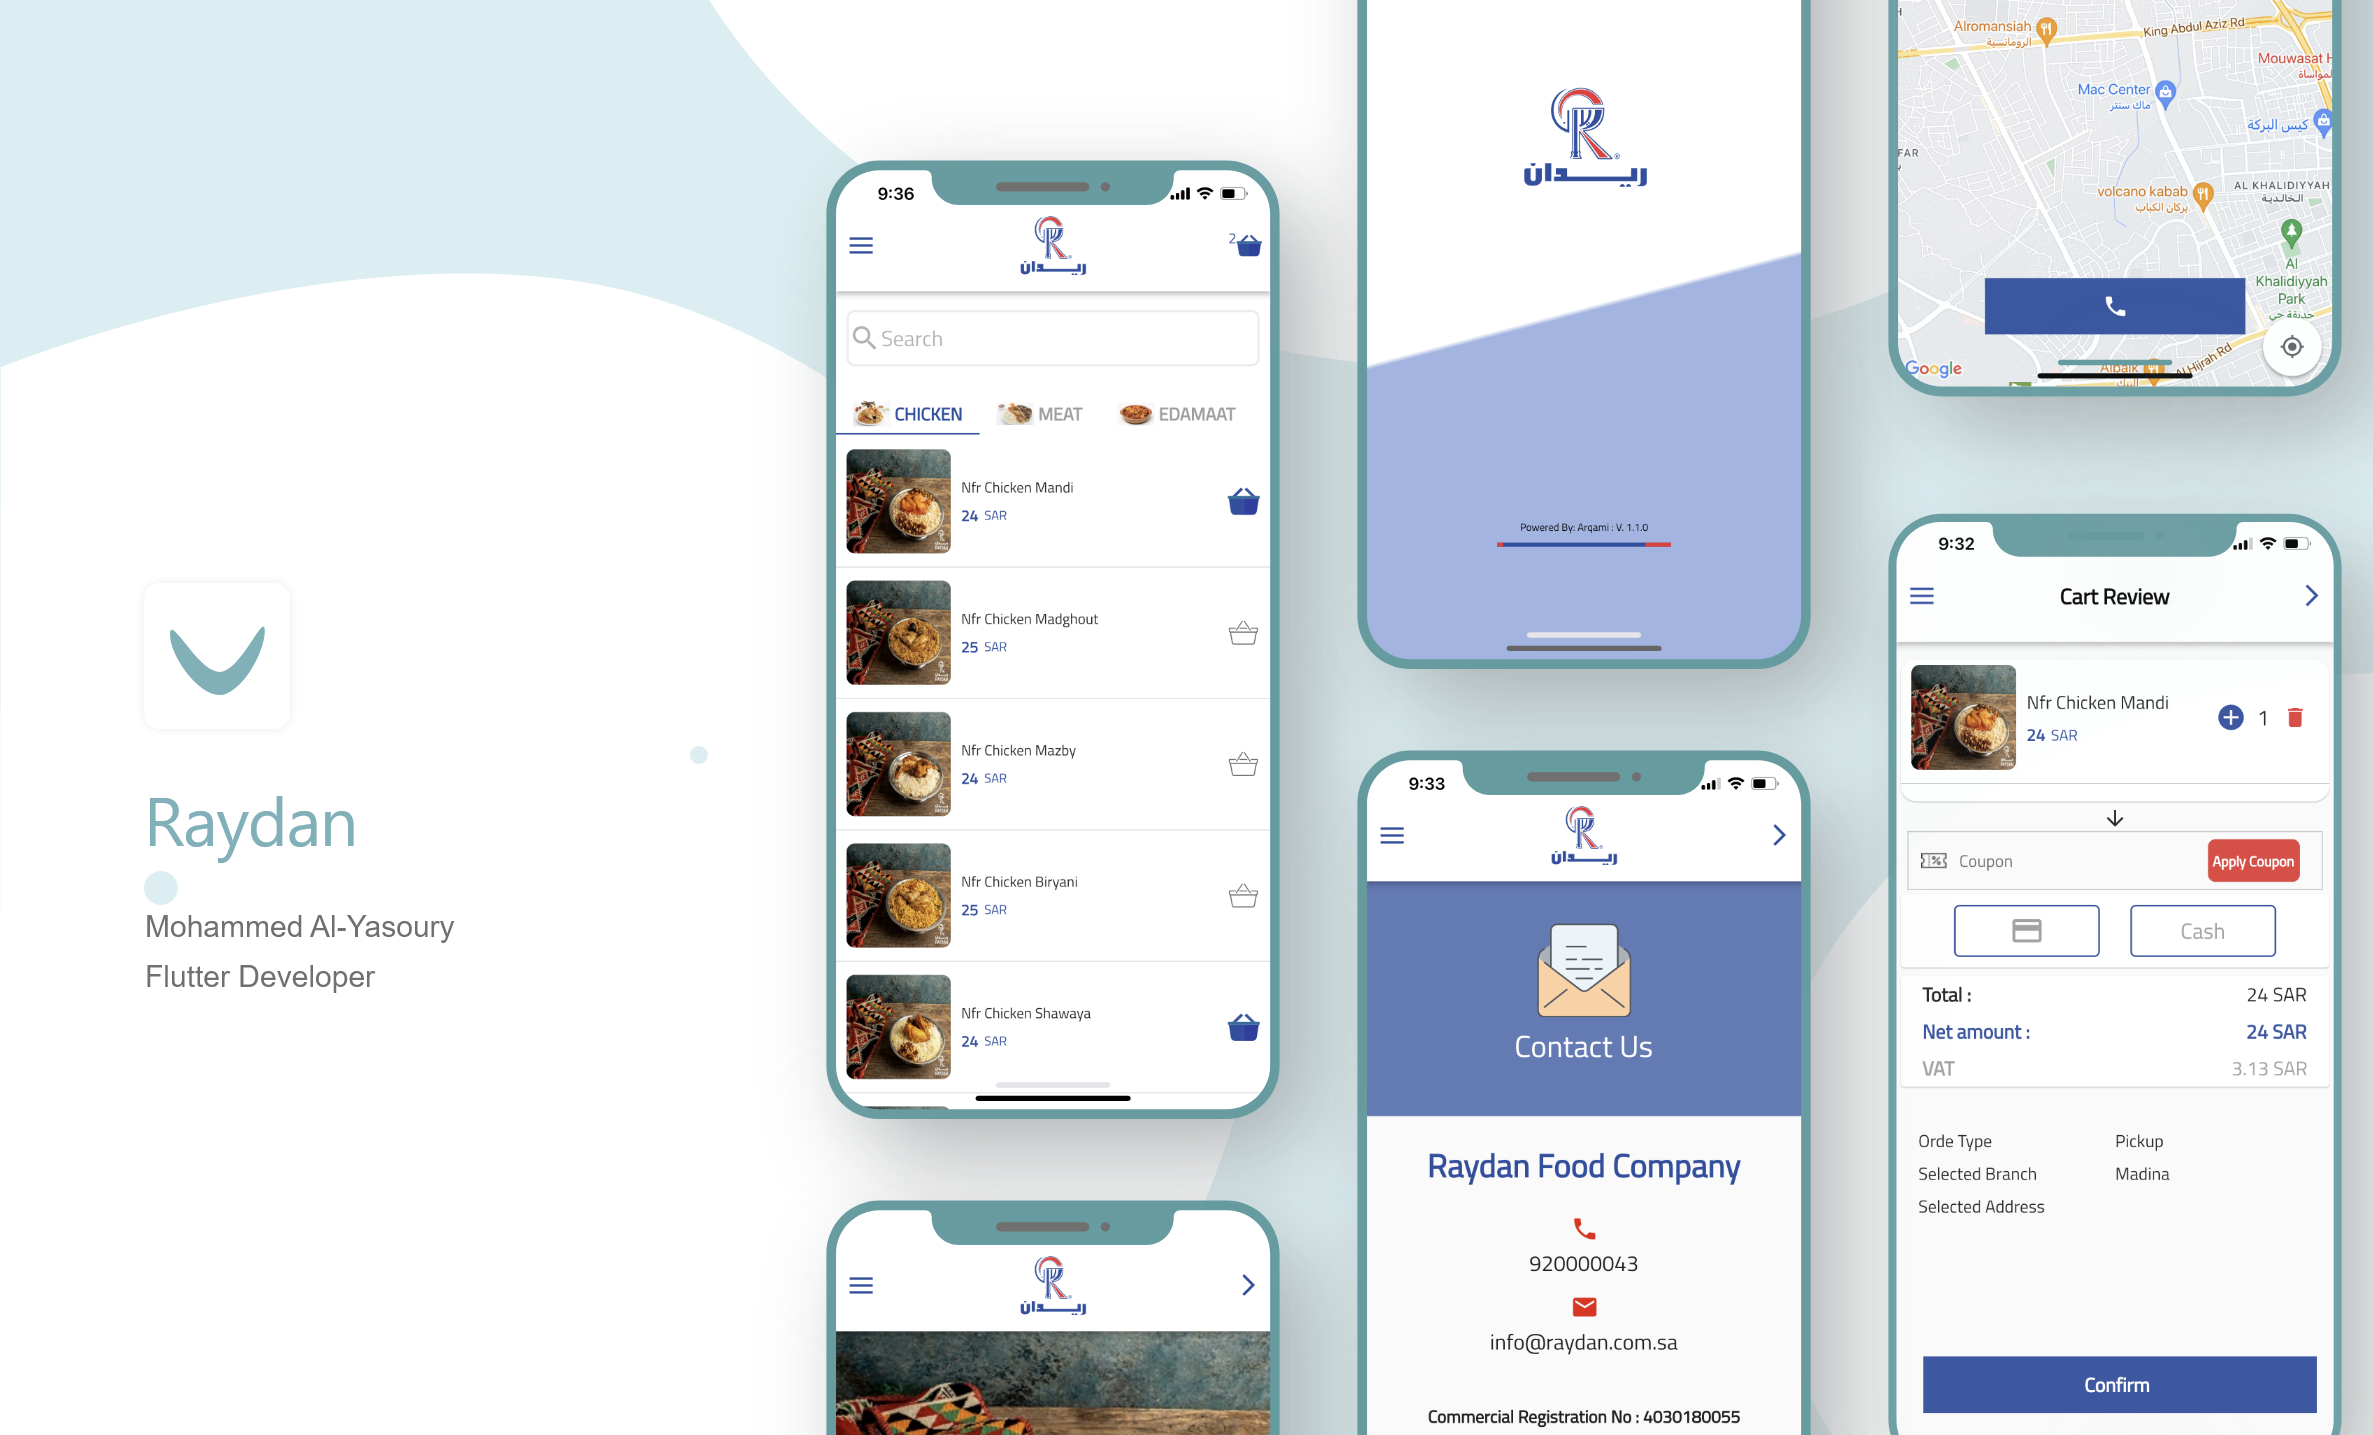 Raydan
Mohammed Al-Yasoury
Flutter Developer
9:36
ريـدان
2
Search
CHICKEN
MEAT
EDAMAAT
Nfr Chicken Mandi
24 SAR
Nfr Chicken Madghout
25 SAR
Nfr Chicken Mazby
24 SAR
Nfr Chicken Biryani
25 SAR
Nfr Chicken Shawaya
24 SAR
ريـدان
R
ريـدان
Powered By: Arqami : V. 1.1.0
9:33
ريـدان
Contact Us
Raydan Food Company
920000043
info@raydan.com.sa
Commercial Registration No : 4030180055
Alromansiah
الرومانسية
King Abdul Aziz Rd
Mouwasat H
Mac Center
ماك سنتر
كيس البركة
FAR
volcano kabab
بركان الكباب
AL KHALIDIYYAH
الخالدية
Al
Khalidiyyah
Park
حديقة حي
Al Hijrah Rd
Google
Albaik
البيك
9:32
Cart Review
Nfr Chicken Mandi
24 SAR
1
Coupon
Apply Coupon
Cash
Total : 24 SAR
Net amount : 24 SAR
VAT 3.13 SAR
Orde Type Pickup
Selected Branch Madina
Selected Address
Confirm